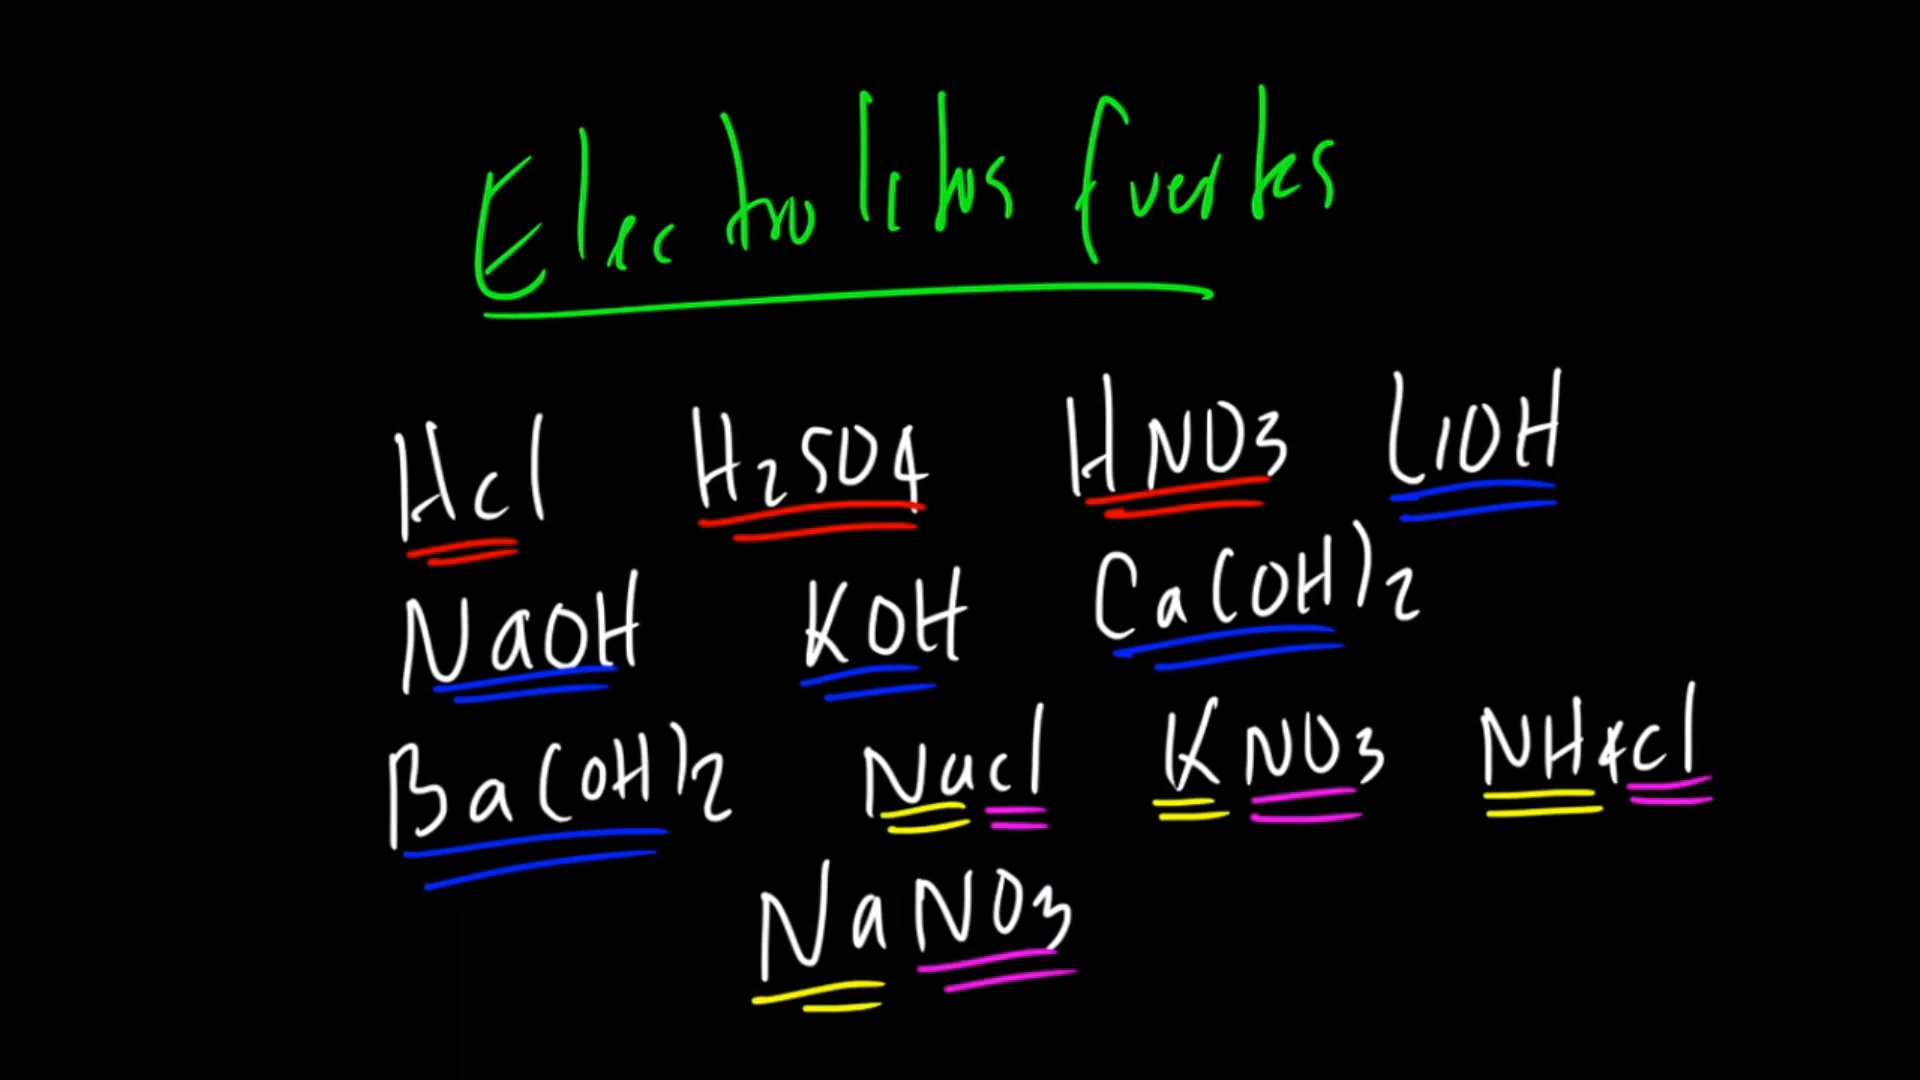 Electrolitos fuertes
Hcl H2SO4 HNO3 LiOH
NaOH KOH Ca(OH)2
Ba(OH)2 Nacl KNO3 NH4cl
NaNO3